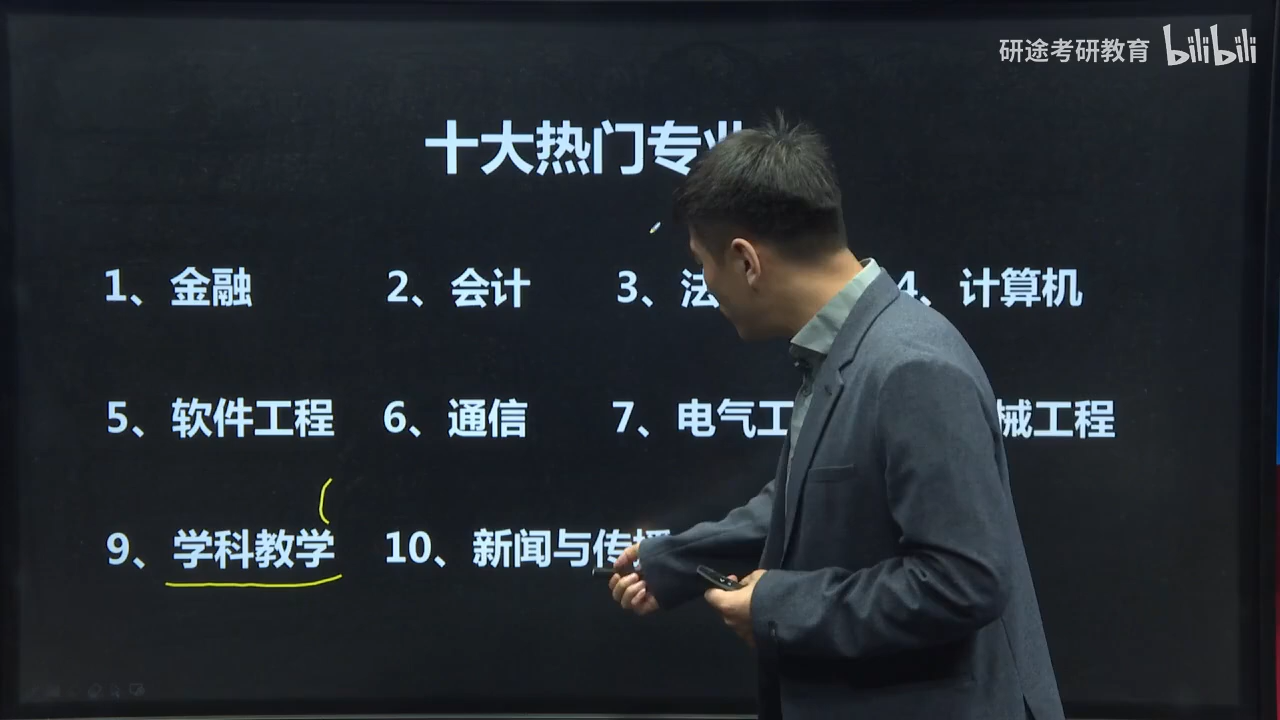 研途考研教育 bilibili
十大热门专业
1、金融 2、会计 3、法 4、计算机
5、软件工程 6、通信 7、电气工 械工程
9、学科教学 10、新闻与传播